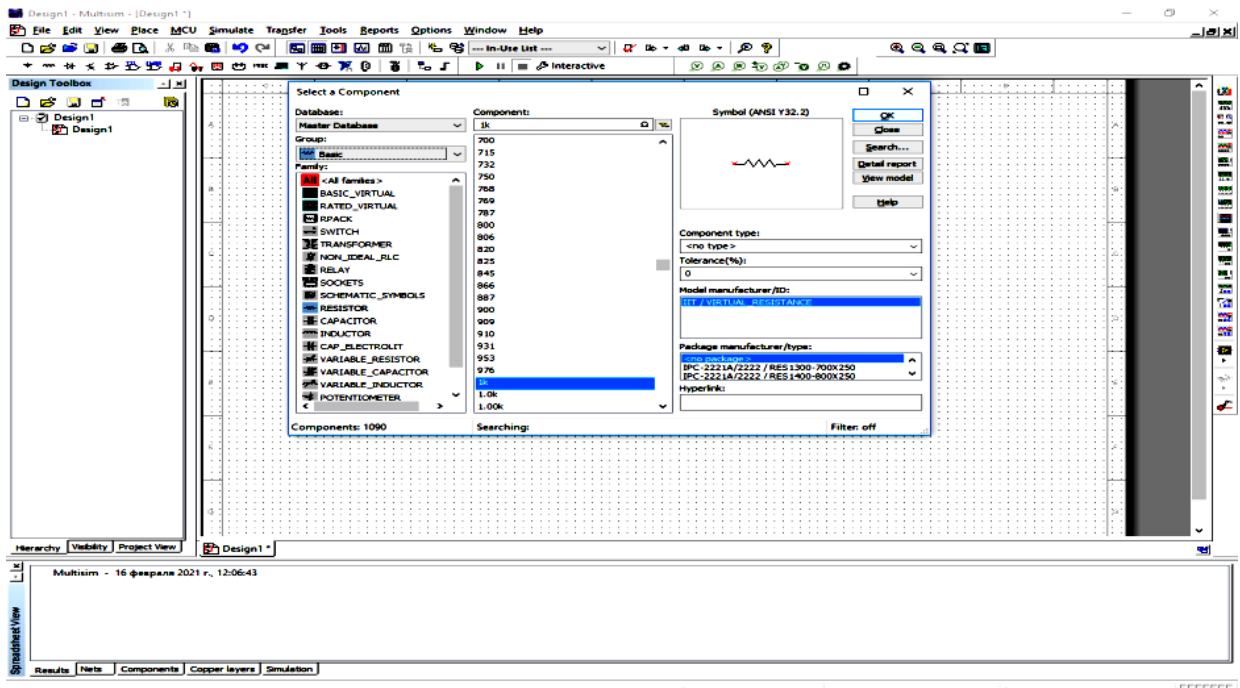 Design1 - Multisim - [Design1 *]
File Edit View Place MCU Simulate Transfer Tools Reports Options Window Help
--- In-Use List ---
Interactive
Design Toolbox
Design1
Design1
Select a Component
Database:
Master Database
Group:
Basic
Family:
All <All families>
BASIC_VIRTUAL
RATED_VIRTUAL
RPACK
SWITCH
TRANSFORMER
NON_IDEAL_RLC
RELAY
SOCKETS
SCHEMATIC_SYMBOLS
RESISTOR
CAPACITOR
INDUCTOR
CAP_ELECTROLIT
VARIABLE_RESISTOR
VARIABLE_CAPACITOR
VARIABLE_INDUCTOR
POTENTIOMETER
Component:
1k Ω
700
715
732
750
768
769
787
800
806
820
825
845
866
887
900
909
910
931
953
976
1k
1.0k
1.00k
Symbol (ANSI Y32.2)
OK
Close
Search...
Detail report
View model
Help
Component type:
<no type>
Tolerance(%):
0
Model manufacturer/ID:
IIT / VIRTUAL_RESISTANCE
Package manufacturer/type:
<no package>
IPC-2221A/2222 / RES1300-700X250
IPC-2221A/2222 / RES1400-800X250
Hyperlink:
Components: 1090 Searching: Filter: off
Hierarchy Visibility Project View
Design1 *
Multisim - 16 февраля 2021 г., 12:06:43
Spreadsheet View
Results Nets Components Copper layers Simulation